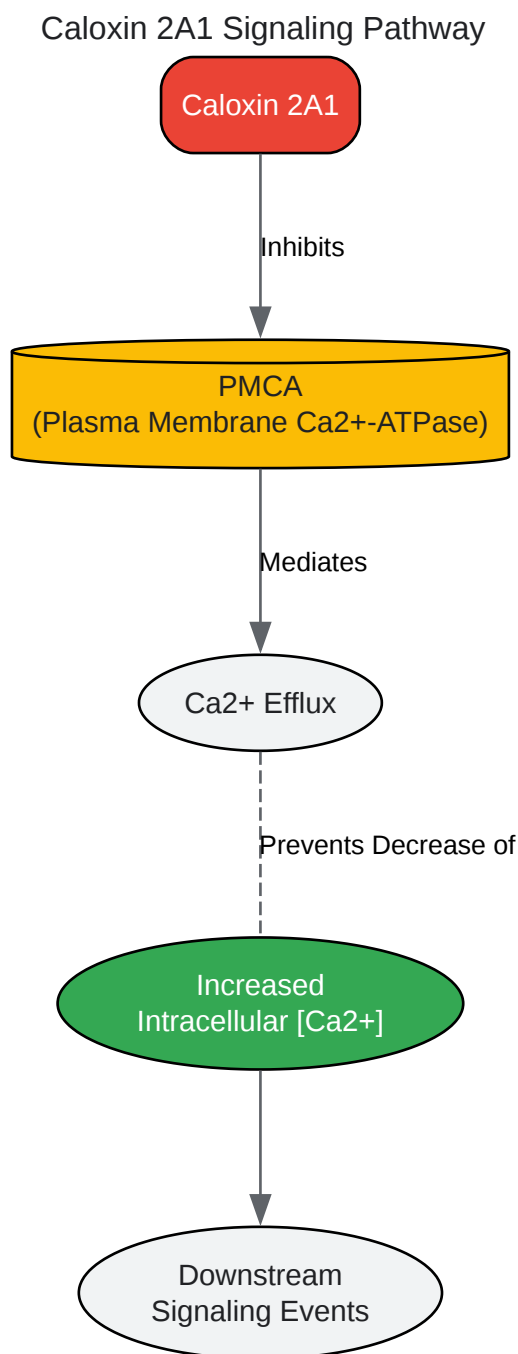 Caloxin 2A1 Signaling Pathway
Caloxin 2A1
Inhibits
PMCA
(Plasma Membrane Ca2+-ATPase)
Mediates
Ca2+ Efflux
Prevents Decrease of
Increased
Intracellular [Ca2+]
Downstream
Signaling Events